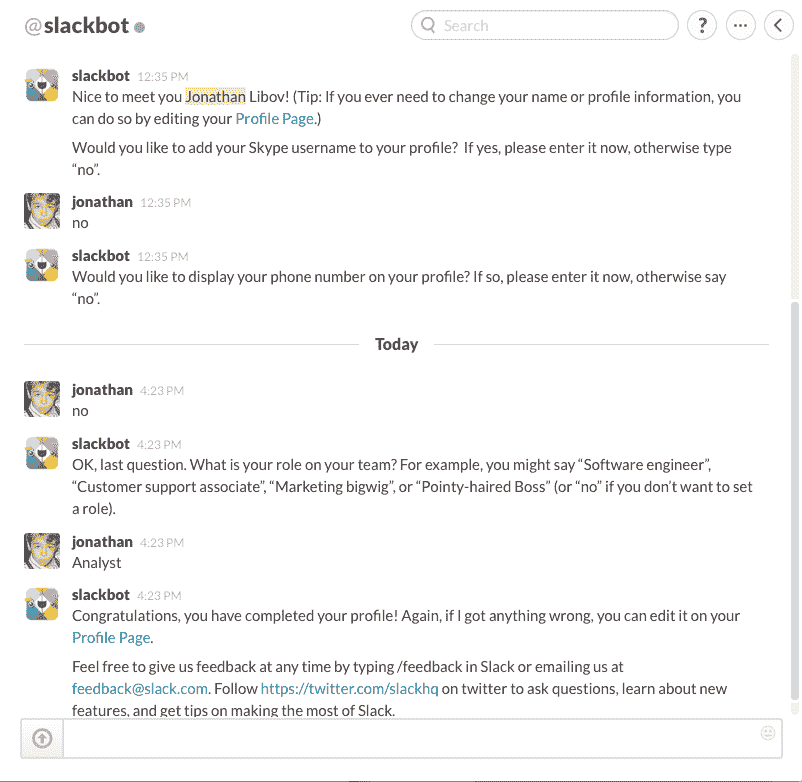 @slackbot
Search
?
slackbot 12:35 PM
Nice to meet you Jonathan Libov! (Tip: If you ever need to change your name or profile information, you
can do so by editing your Profile Page.)
Would you like to add your Skype username to your profile? If yes, please enter it now, otherwise type
“no”.
jonathan 12:35 PM
no
slackbot 12:35 PM
Would you like to display your phone number on your profile? If so, please enter it now, otherwise say
“no”.
Today
jonathan 4:23 PM
no
slackbot 4:23 PM
OK, last question. What is your role on your team? For example, you might say “Software engineer”,
“Customer support associate”, “Marketing bigwig”, or “Pointy-haired Boss” (or “no” if you don’t want to set
a role).
jonathan 4:23 PM
Analyst
slackbot 4:23 PM
Congratulations, you have completed your profile! Again, if I got anything wrong, you can edit it on your
Profile Page.
Feel free to give us feedback at any time by typing /feedback in Slack or emailing us at
feedback@slack.com. Follow https://twitter.com/slackhq on twitter to ask questions, learn about new
features, and get tips on making the most of Slack.